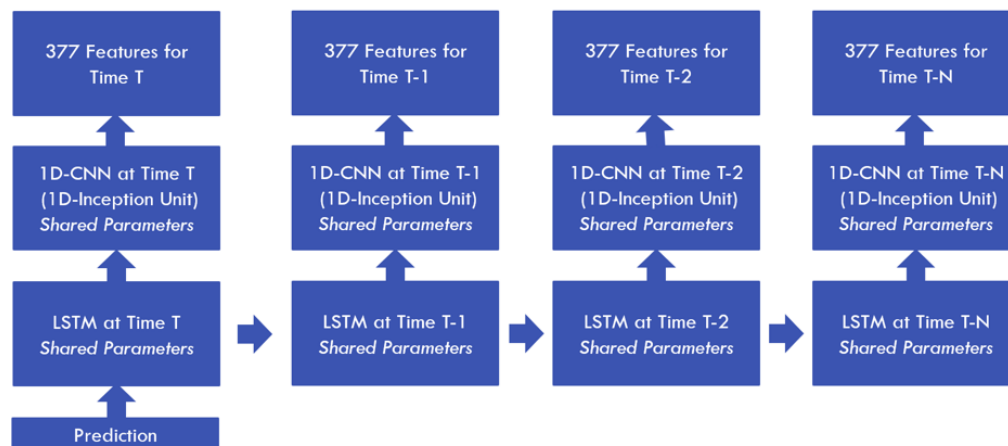 377 Features for
Time T
377 Features for
Time T-1
377 Features for
Time T-2
377 Features for
Time T-N
1D-CNN at Time T
(1D-Inception Unit)
Shared Parameters
1D-CNN at Time T-1
(1D-Inception Unit)
Shared Parameters
1D-CNN at Time T-2
(1D-Inception Unit)
Shared Parameters
1D-CNN at Time T-N
(1D-Inception Unit)
Shared Parameters
LSTM at Time T
Shared Parameters
LSTM at Time T-1
Shared Parameters
LSTM at Time T-2
Shared Parameters
LSTM at Time T-N
Shared Parameters
Prediction